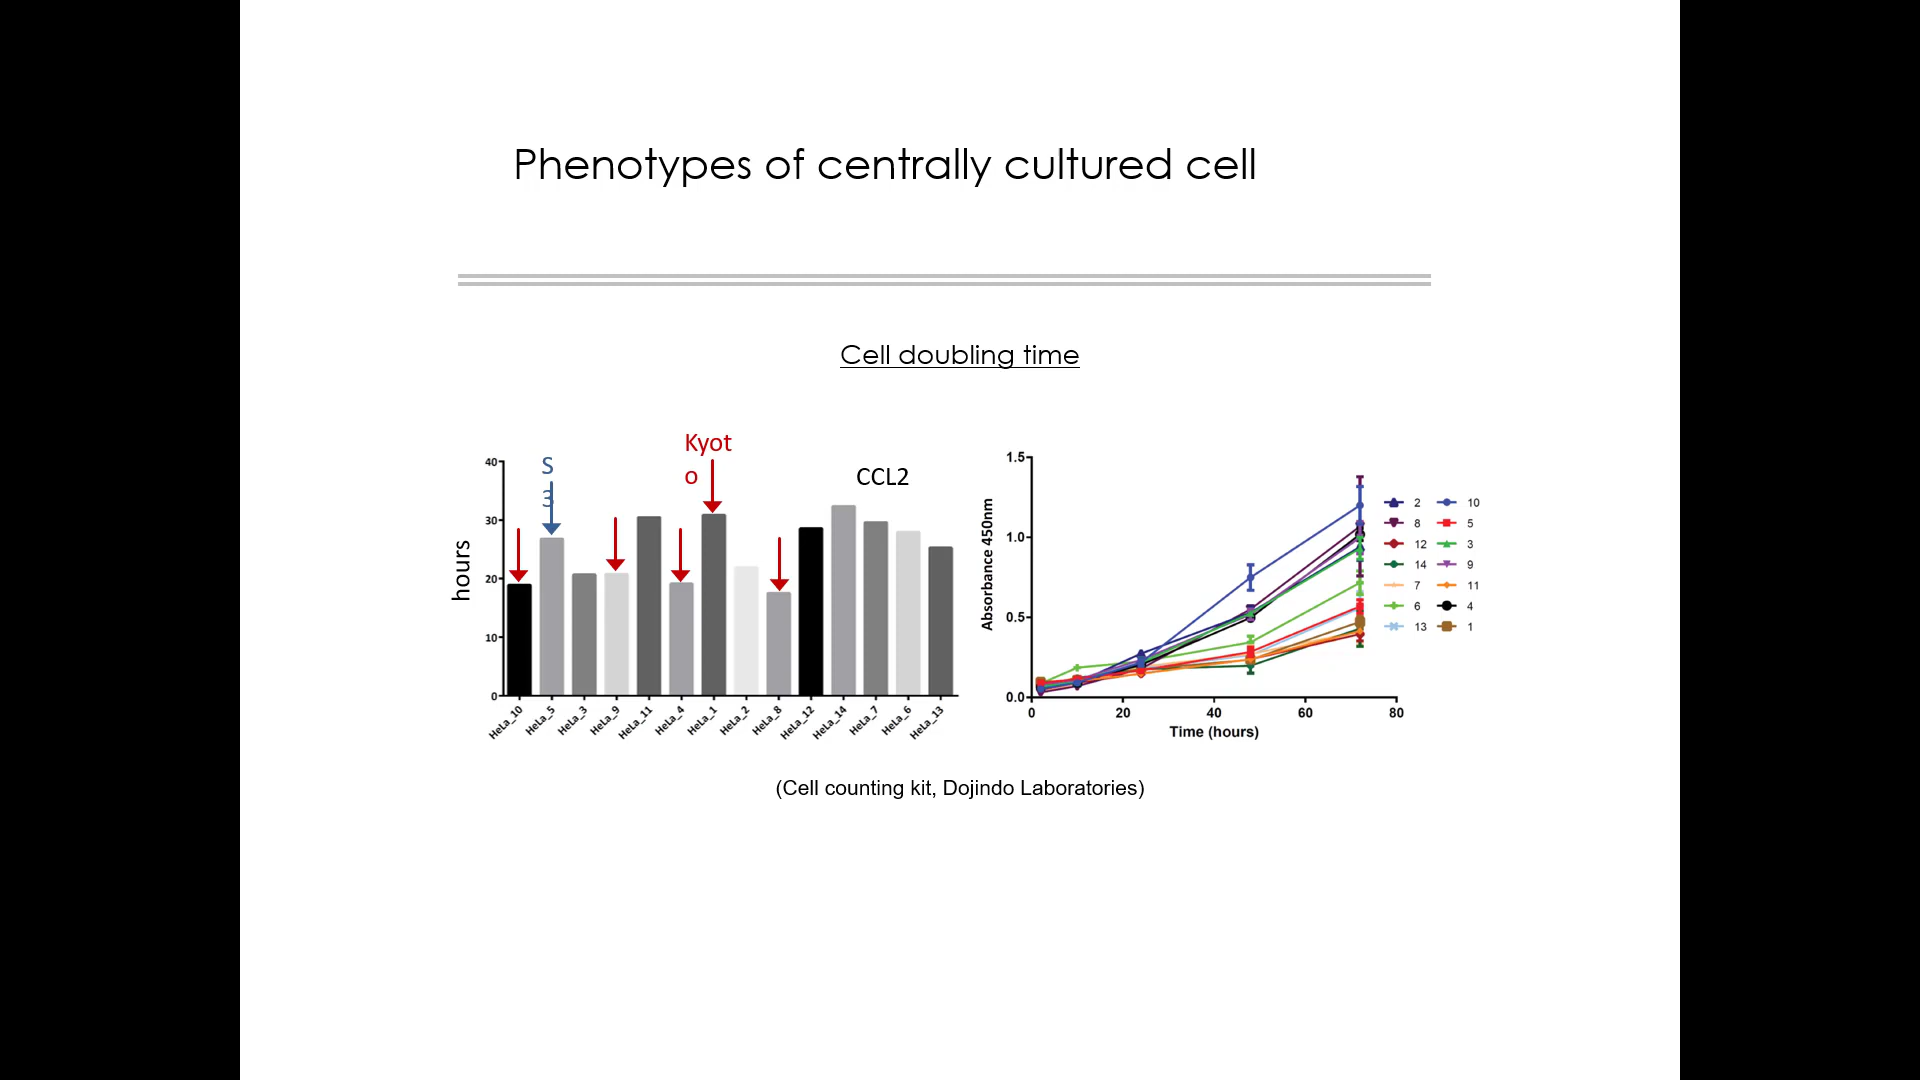 Phenotypes of centrally cultured cell
Cell doubling time
S
3
Kyot
o
CCL2
hours
40
30
20
10
0
HeLa_10
HeLa_5
HeLa_3
HeLa_9
HeLa_11
HeLa_4
HeLa_1
HeLa_2
HeLa_8
HeLa_12
HeLa_14
HeLa_7
HeLa_6
HeLa_13
Absorbance 450nm
1.5
1.0
0.5
0.0
0 20 40 60 80
Time (hours)
2 10
8 5
12 3
14 9
7 11
6 4
13 1
(Cell counting kit, Dojindo Laboratories)